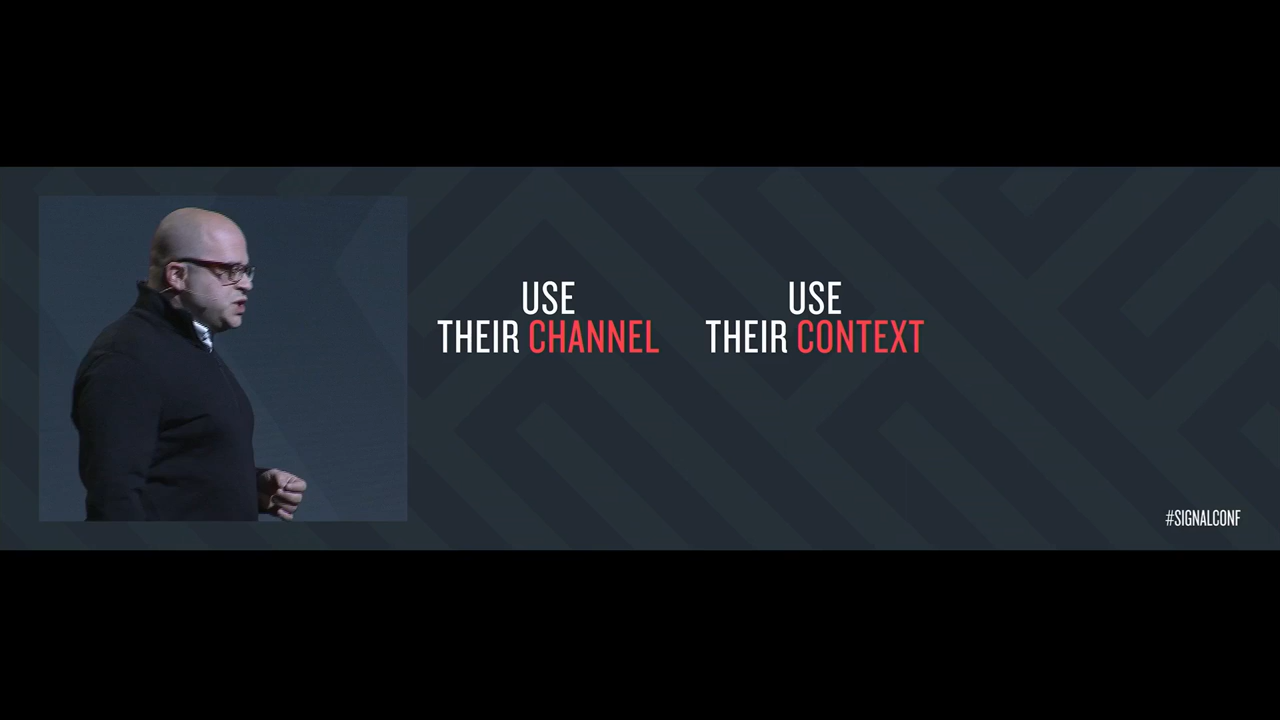 USE
THEIR CHANNEL
USE
THEIR CONTEXT
#SIGNALCONF